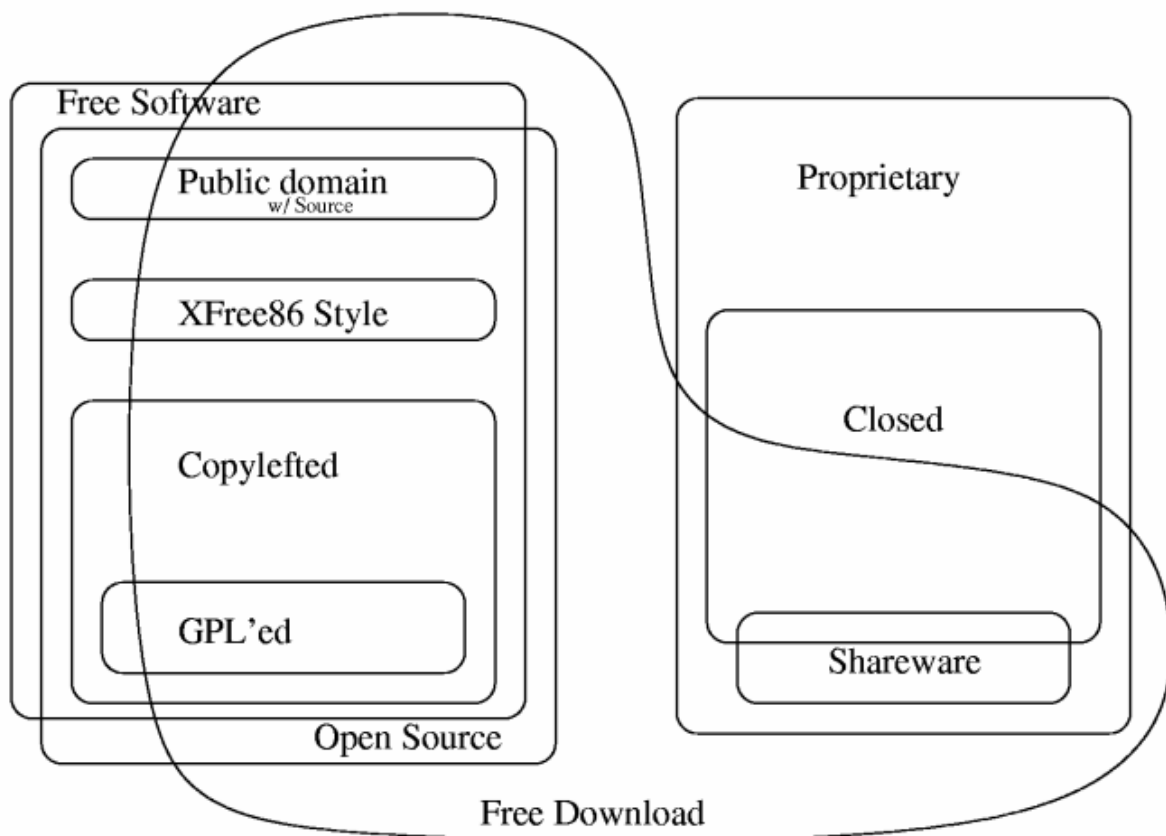 Free Software
Public domain
w/ Source
XFree86 Style
Copylefted
GPL'ed
Open Source
Proprietary
Closed
Shareware
Free Download